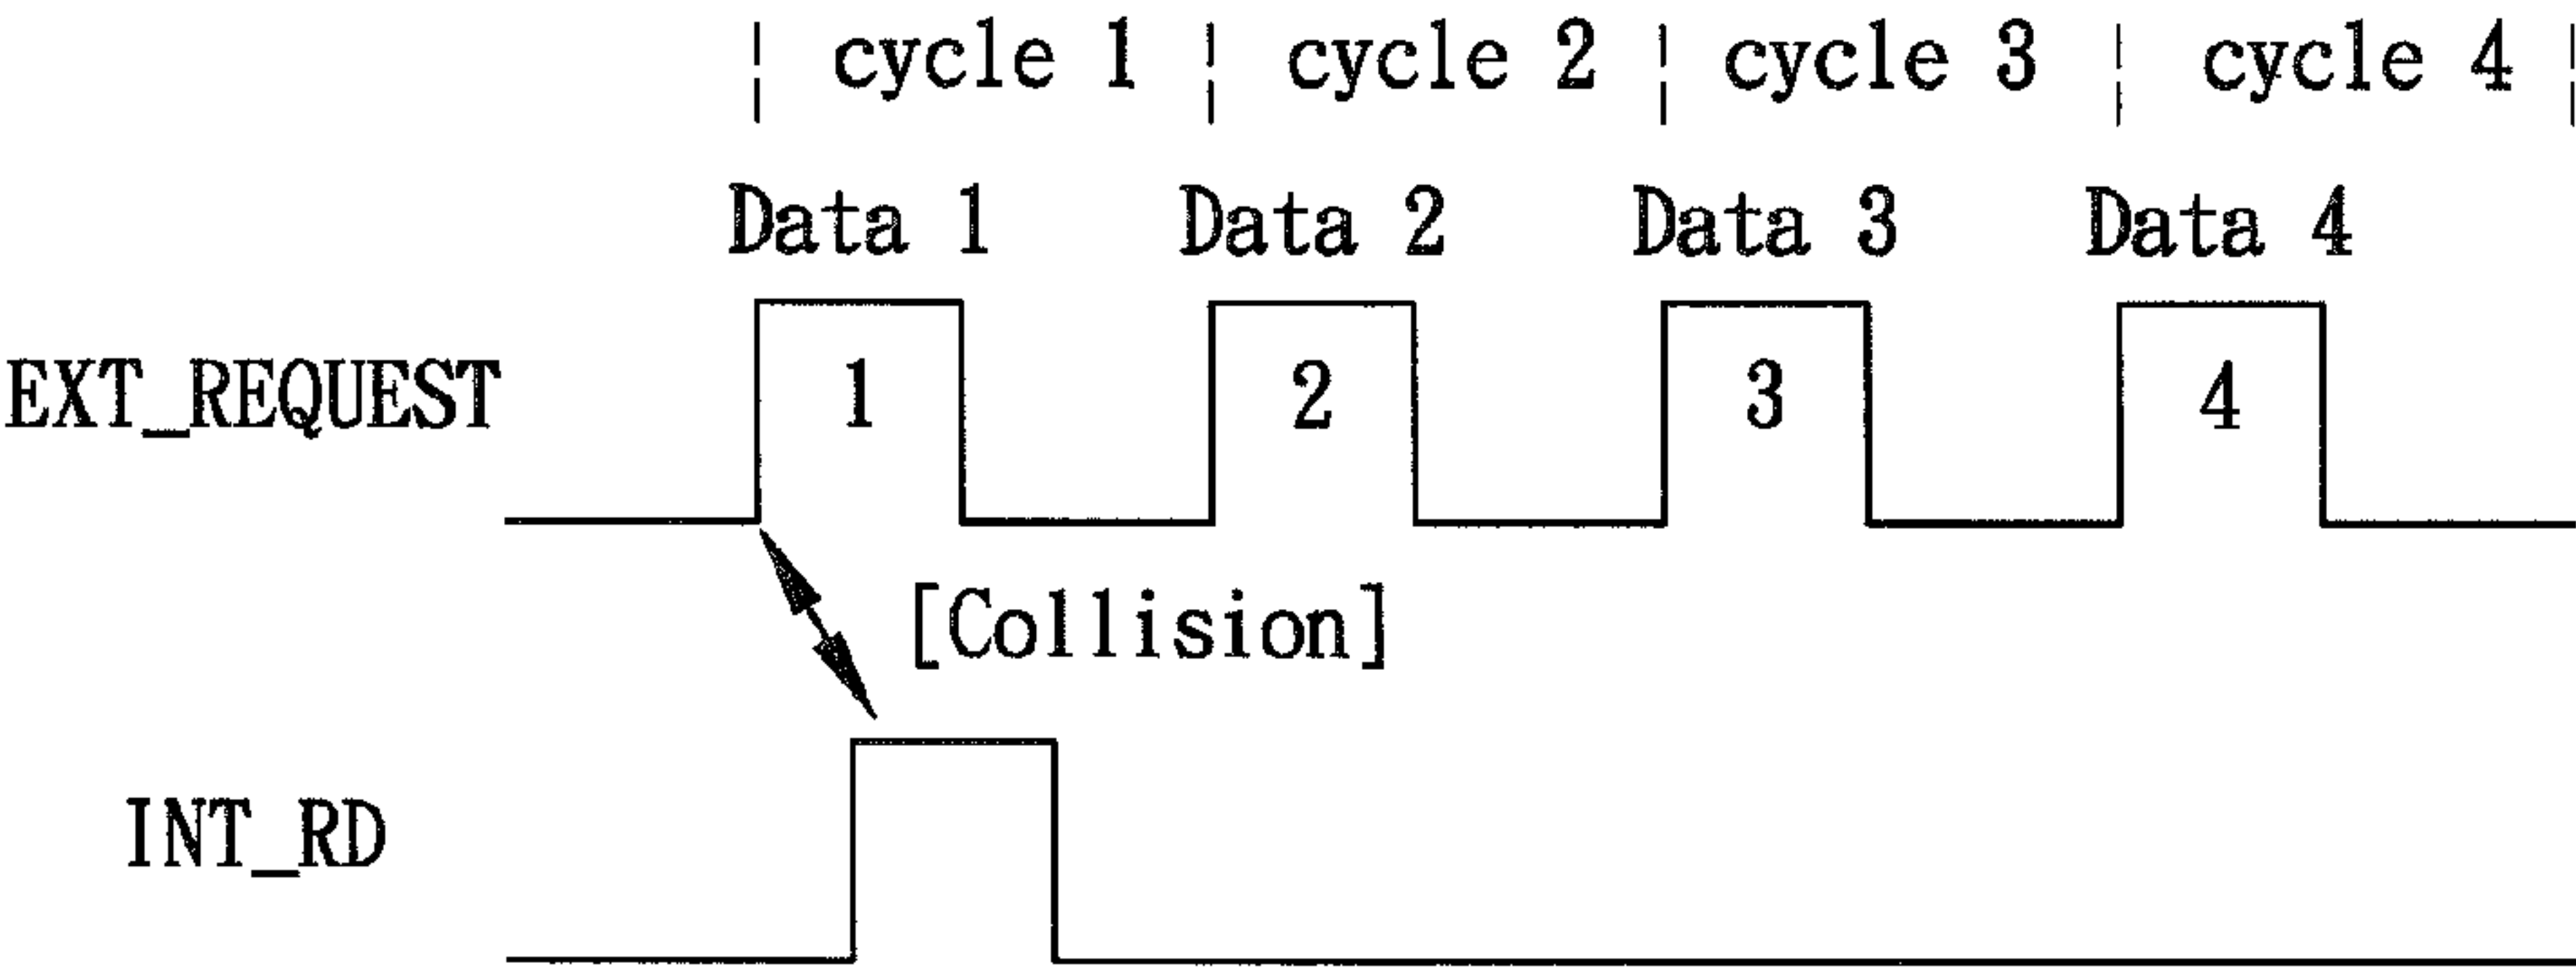 cycle 1 cycle 2 cycle 3 cycle 4
Data 1 Data 2 Data 3 Data 4
EXT_REQUEST 1 2 3 4
[Collision]
INT_RD